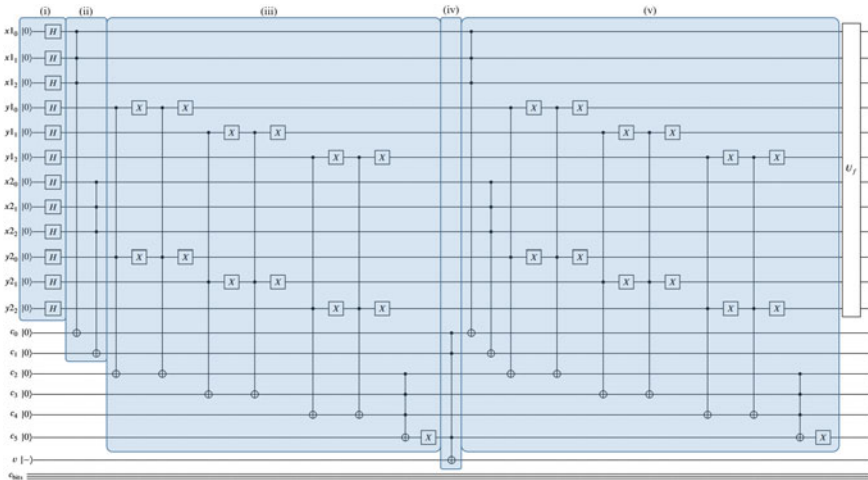 (i) (ii) (iii) (iv) (v)
x1₀ |0⟩ H
x1₁ |0⟩ H
x1₂ |0⟩ H
y1₀ |0⟩ H X X X X
y1₁ |0⟩ H X X X X
y1₂ |0⟩ H X X X X
U_f
x2₀ |0⟩ H
x2₁ |0⟩ H
x2₂ |0⟩ H
y2₀ |0⟩ H X X X X
y2₁ |0⟩ H X X X X
y2₂ |0⟩ H X X X X
c₀ |0⟩
c₁ |0⟩
c₂ |0⟩
c₃ |0⟩
c₄ |0⟩
c₅ |0⟩ X X
v |−⟩
c_bits